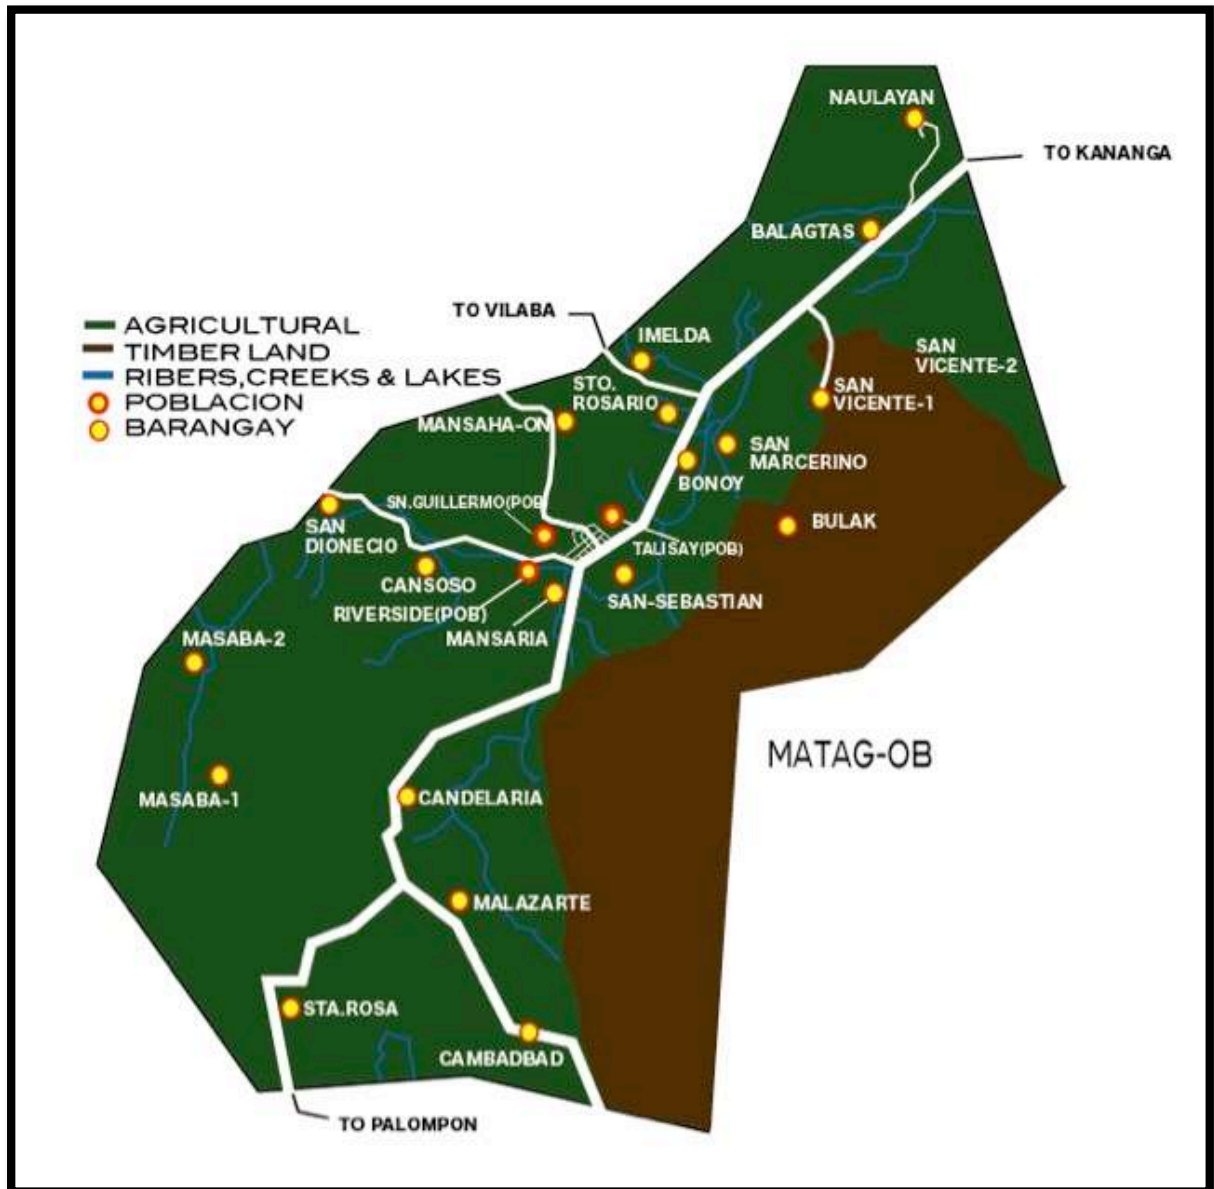 NAULAYAN
TO KANANGA
BALAGTAS
TO VILABA
IMELDA
AGRICULTURAL
TIMBER LAND
RIBERS,CREEKS & LAKES
POBLACION
BARANGAY
SAN
VICENTE-2
STO.
ROSARIO
SAN
VICENTE-1
MANSAHA-ON
SAN
MARCERINO
BONOY
SN.GUILLERMO(POB
BULAK
SAN
DIONECIO
TALISAY(POB)
CANSOSO
SAN-SEBASTIAN
RIVERSIDE(POB)
MANSARIA
MASABA-2
MATAG-OB
MASABA-1
CANDELARIA
MALAZARTE
STA.ROSA
CAMBADBAD
TO PALOMPON